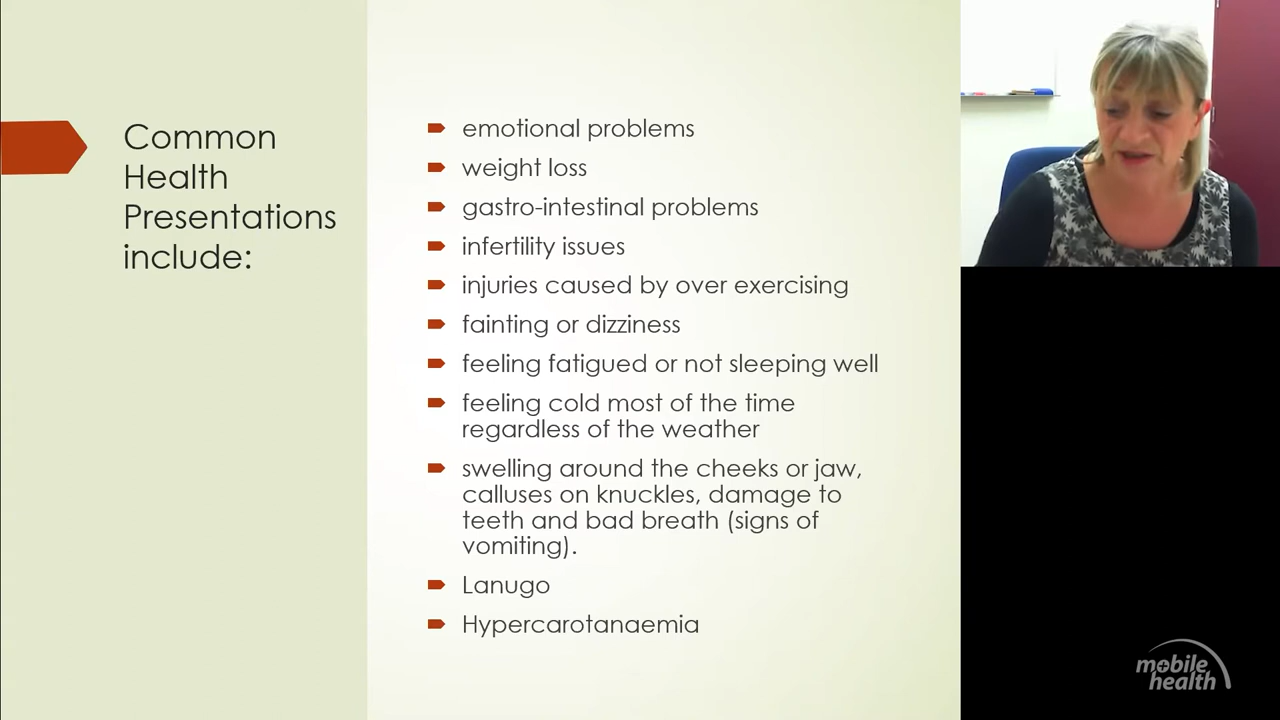 Common
Health
Presentations
include:
emotional problems
weight loss
gastro-intestinal problems
infertility issues
injuries caused by over exercising
fainting or dizziness
feeling fatigued or not sleeping well
feeling cold most of the time
regardless of the weather
swelling around the cheeks or jaw,
calluses on knuckles, damage to
teeth and bad breath (signs of
vomiting).
Lanugo
Hypercarotanaemia
mobile
health